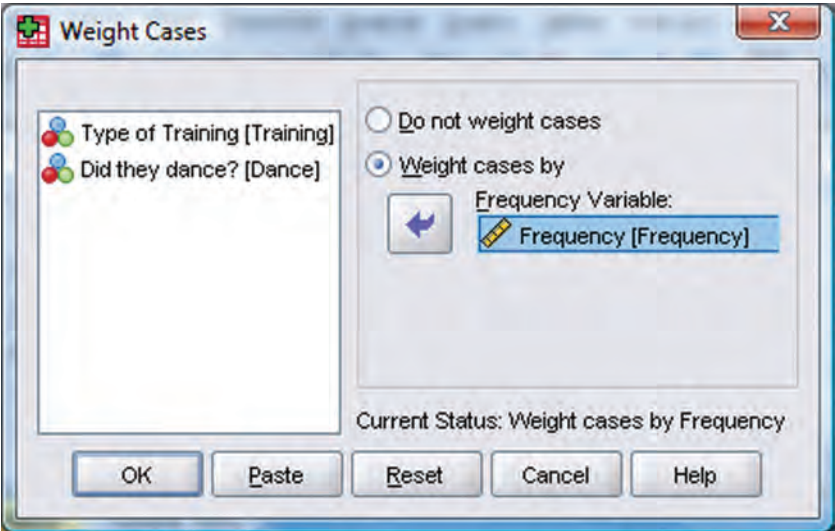 Weight Cases
Type of Training [Training]
Did they dance? [Dance]
Do not weight cases
Weight cases by
Frequency Variable:
Frequency [Frequency]
Current Status: Weight cases by Frequency
OK
Paste
Reset
Cancel
Help